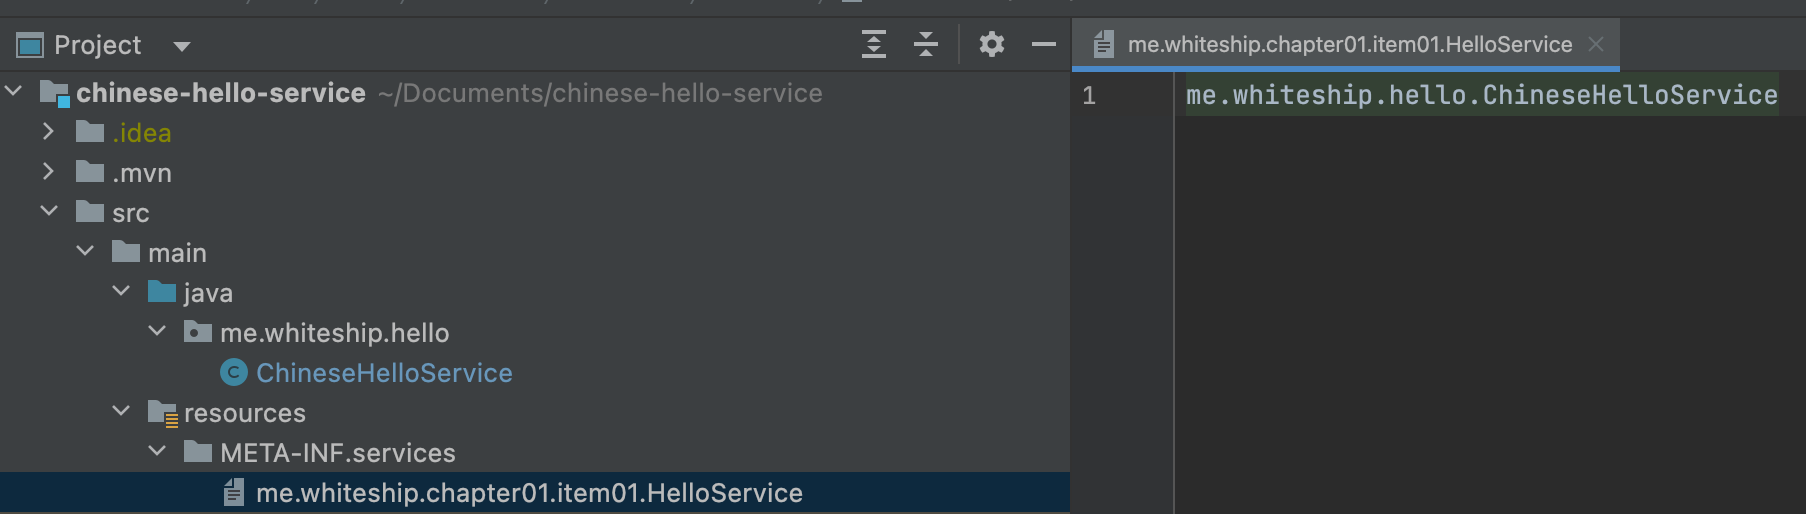 Project
me.whiteship.chapter01.item01.HelloService
chinese-hello-service ~/Documents/chinese-hello-service
.idea
.mvn
src
main
java
me.whiteship.hello
ChineseHelloService
resources
META-INF.services
me.whiteship.chapter01.item01.HelloService
1 me.whiteship.hello.ChineseHelloService